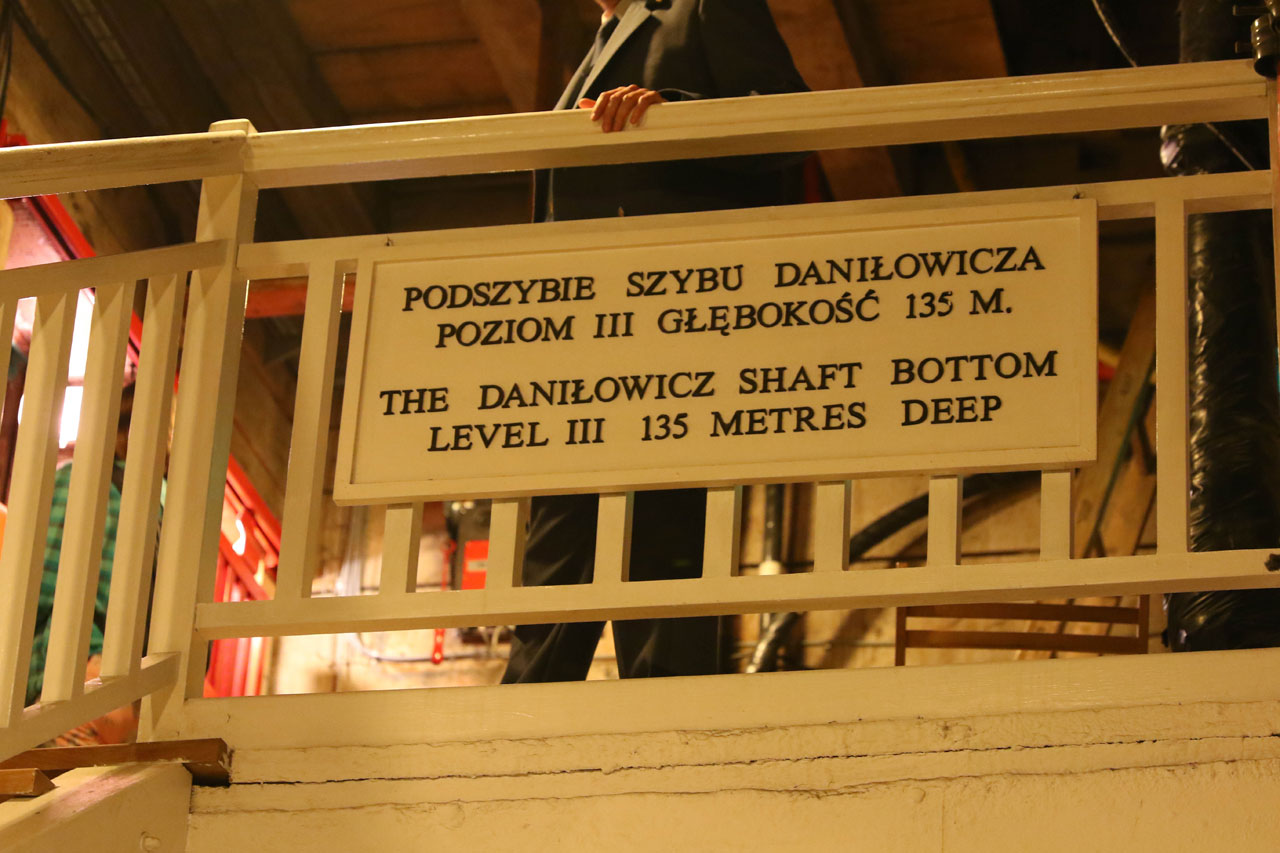 PODSZYBIE SZYBU DANIŁOWICZA
POZIOM III GŁĘBOKOŚĆ 135 M.
THE DANIŁOWICZ SHAFT BOTTOM
LEVEL III 135 METRES DEEP